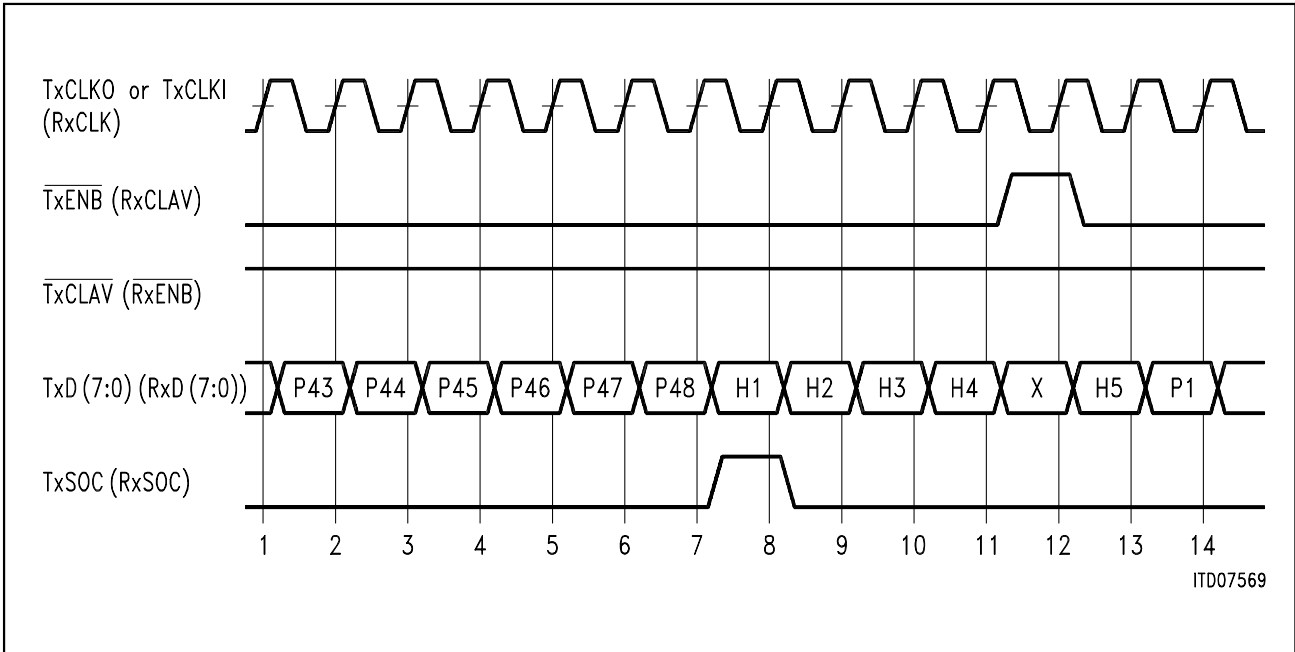 TxCLKO or TxCLKI
(RxCLK)
TxENB (RxCLAV)
TxCLAV (RxENB)
TxD (7:0) (RxD (7:0)) P43 P44 P45 P46 P47 P48 H1 H2 H3 H4 X H5 P1
TxSOC (RxSOC)
1 2 3 4 5 6 7 8 9 10 11 12 13 14
ITD07569